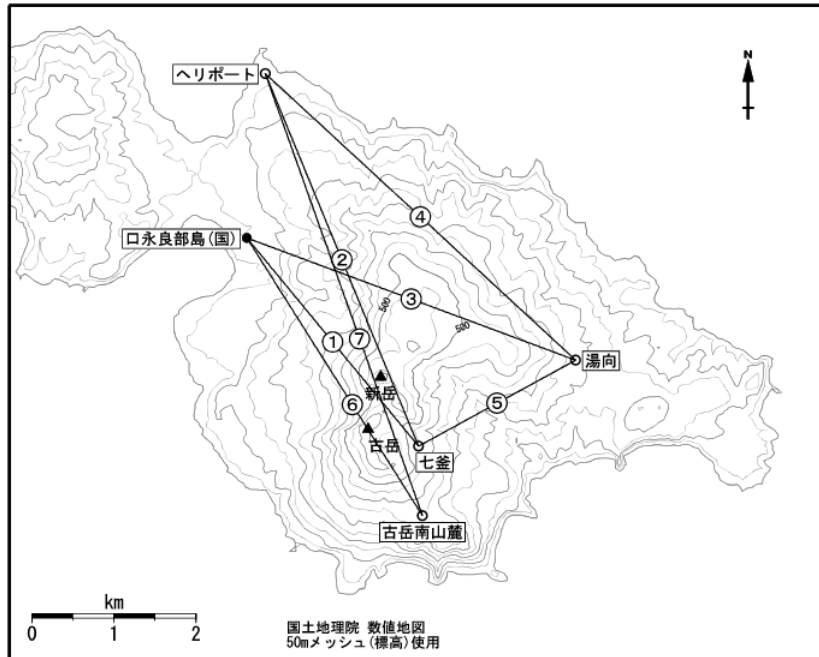 ヘリポート
N
口永良部島(国)
④
②
③
500
500
①
⑦
湯向
新岳
⑥
⑤
古岳
七釜
古岳南山麓
km
0 1 2
国土地理院 数値地図
50mメッシュ(標高)使用